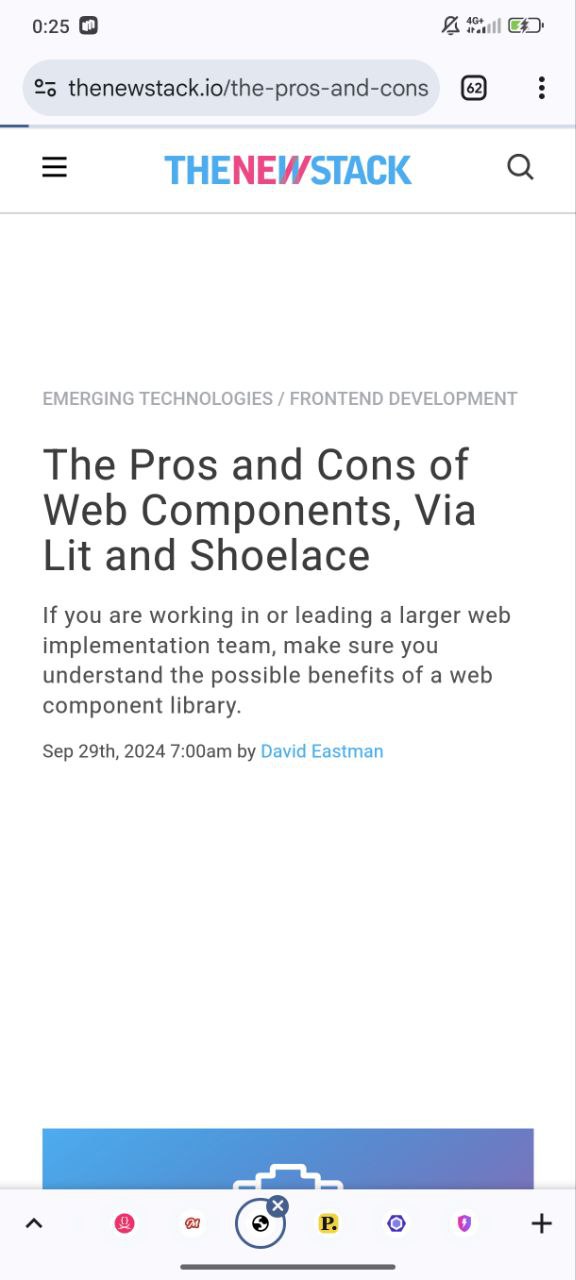 0:25
4G+
thenewstack.io/the-pros-and-cons
62
THENEWSTACK
EMERGING TECHNOLOGIES / FRONTEND DEVELOPMENT
The Pros and Cons of
Web Components, Via
Lit and Shoelace
If you are working in or leading a larger web
implementation team, make sure you
understand the possible benefits of a web
component library.
Sep 29th, 2024 7:00am by David Eastman
P.